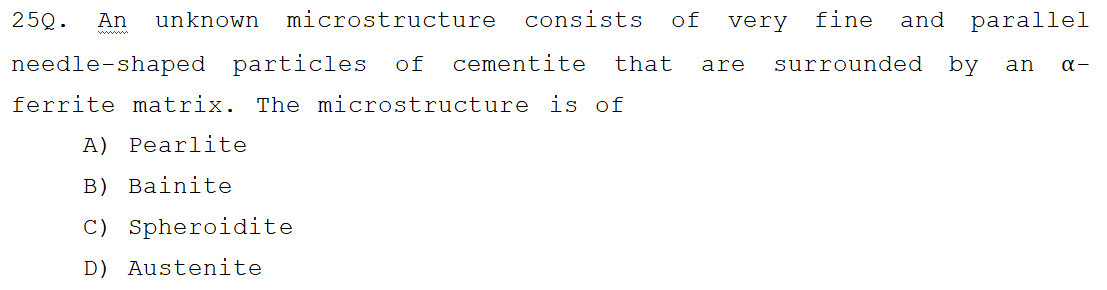 25Q. An unknown microstructure consists of very fine and parallel
needle-shaped particles of cementite that are surrounded by an α-
ferrite matrix. The microstructure is of
A) Pearlite
B) Bainite
C) Spheroidite
D) Austenite